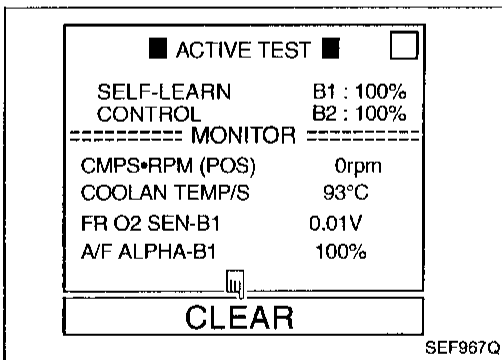 ■ ACTIVE TEST ■ □
SELF-LEARN B1 : 100%
CONTROL B2 : 100%
========= MONITOR =========
CMPS•RPM (POS) 0rpm
COOLAN TEMP/S 93°C
FR O2 SEN-B1 0.01V
A/F ALPHA-B1 100%
CLEAR
SEF967Q